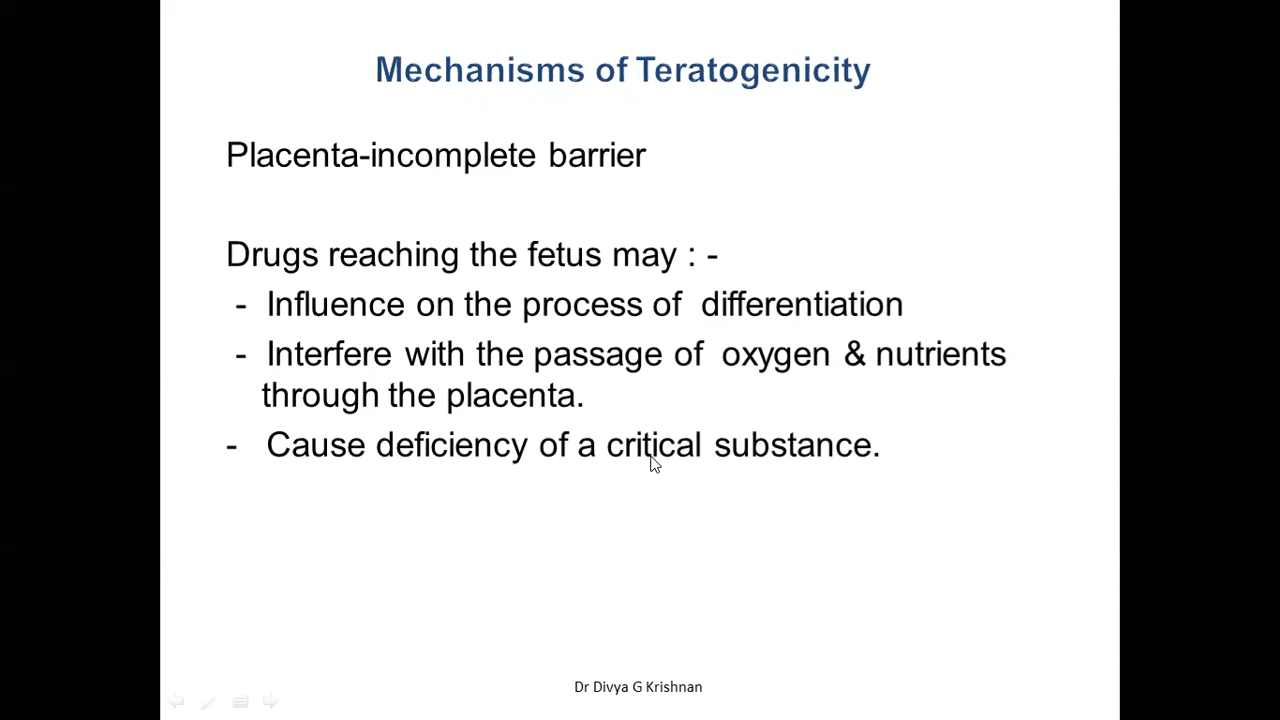 Mechanisms of Teratogenicity
Placenta-incomplete barrier
Drugs reaching the fetus may : -
- Influence on the process of differentiation
- Interfere with the passage of oxygen & nutrients
through the placenta.
- Cause deficiency of a critical substance.
Dr Divya G Krishnan